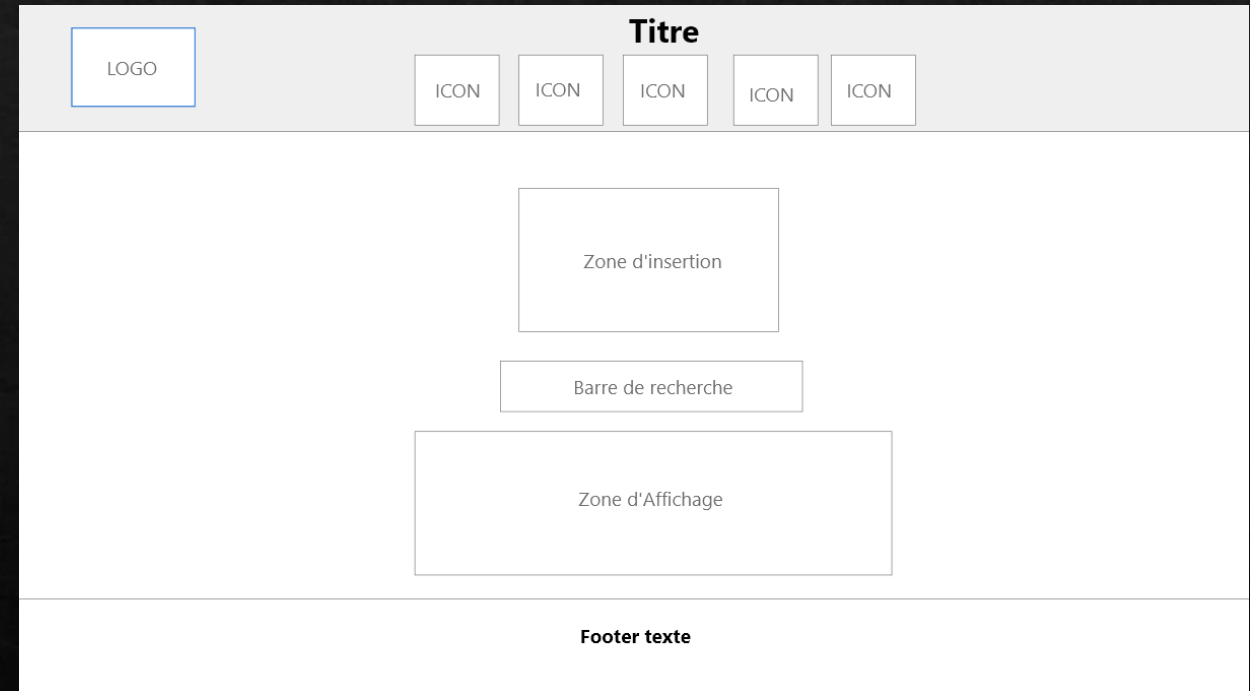 Titre
LOGO
ICON
ICON
ICON
ICON
ICON
Zone d'insertion
Barre de recherche
Zone d'Affichage
Footer texte